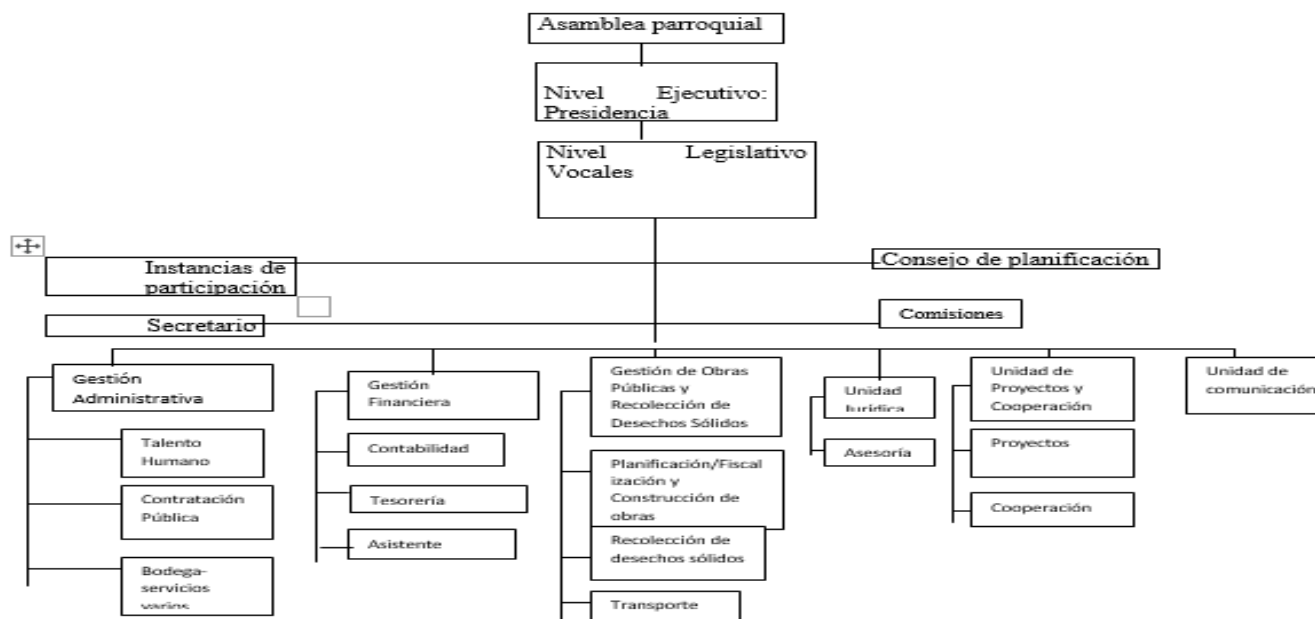 Asamblea parroquial
Nivel Ejecutivo:
Presidencia
Nivel Legislativo
Vocales
Instancias de
participación
Consejo de planificación
Secretario
Comisiones
Gestión
Administrativa
Talento
Humano
Contratación
Pública
Bodega-
servicios
varios
Gestión
Financiera
Contabilidad
Tesorería
Asistente
Gestión de Obras
Públicas y
Recolección de
Desechos Sólidos
Planificación/Fiscal
ización y
Construcción de
obras
Recolección de
desechos sólidos
Transporte
Unidad
Jurídica
Asesoría
Unidad de
Proyectos y
Cooperación
Proyectos
Cooperación
Unidad de
comunicación